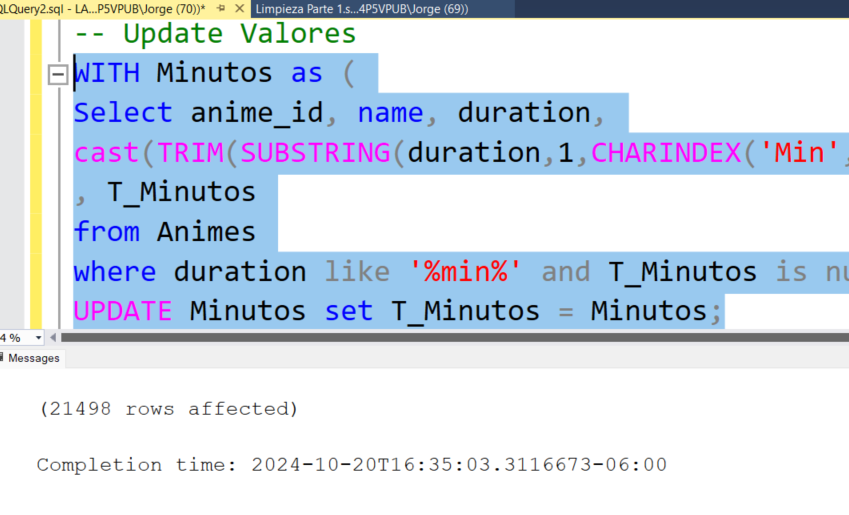 QLQuery2.sql - LA...P5VPUB\Jorge (70))* Limpieza Parte 1.s...4P5VPUB\Jorge (69))
-- Update Valores
WITH Minutos as (
Select anime_id, name, duration,
cast(TRIM(SUBSTRING(duration,1,CHARINDEX('Min',
, T_Minutos
from Animes
where duration like '%min%' and T_Minutos is nu
UPDATE Minutos set T_Minutos = Minutos;
4 %
Messages
(21498 rows affected)
Completion time: 2024-10-20T16:35:03.3116673-06:00